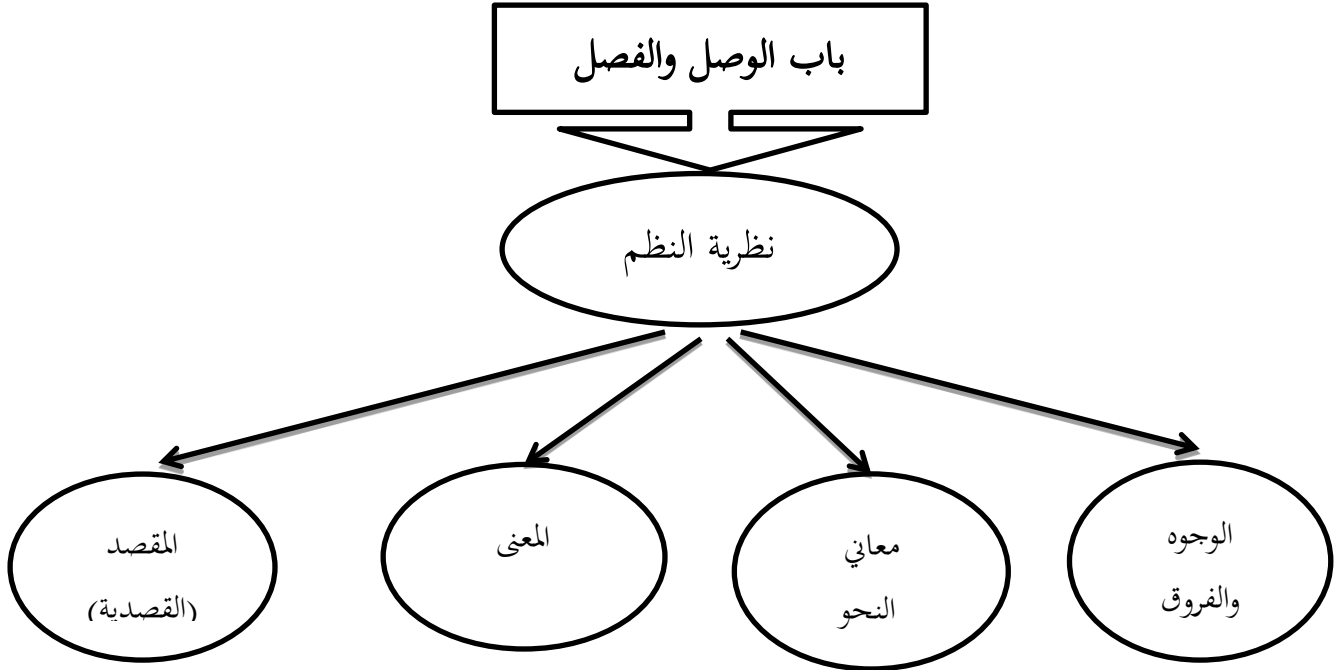 باب الوصل والفصل
نظرية النظم
الوجوه
والفروق
معاني
النحو
المعنى
المقصد
(القصدية)